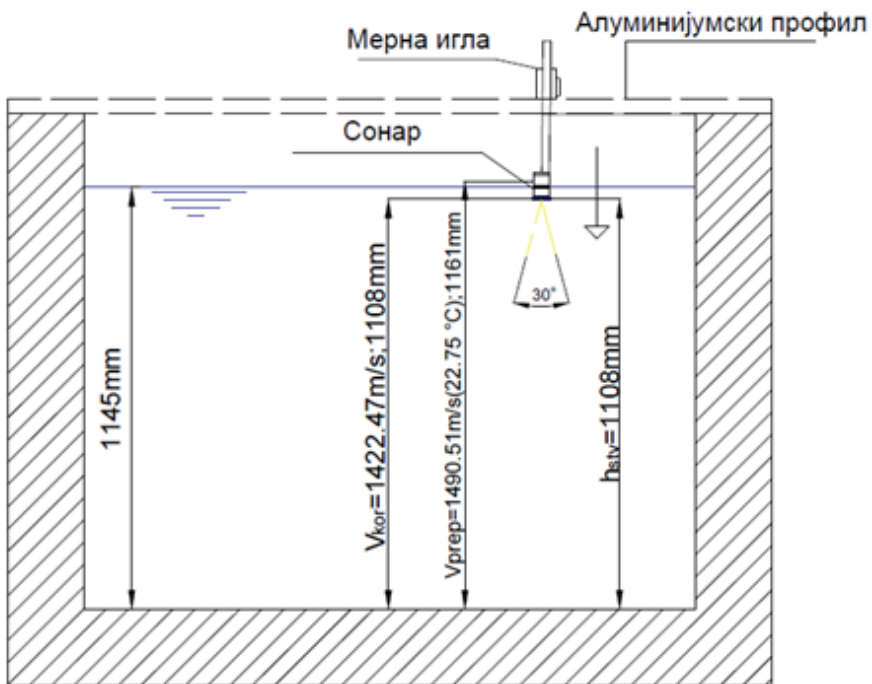 Алуминијумски профил
Мерна игла
Сонар
30°
1145mm
Vkor=1422.47m/s;1108mm
Vprep=1490.51m/s(22.75 °C);1161mm
hstv=1108mm